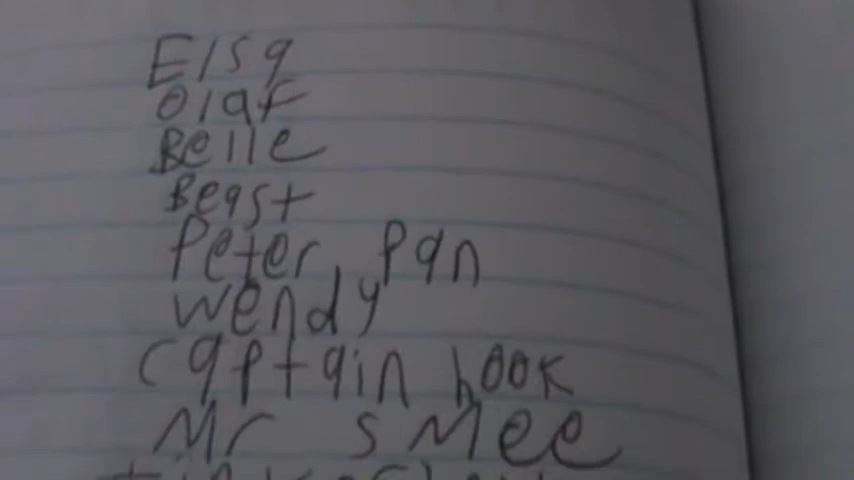 Elsa
Olaf
Belle
Beast
Peter Pan
Wendy
Captain hook
Mr sMee